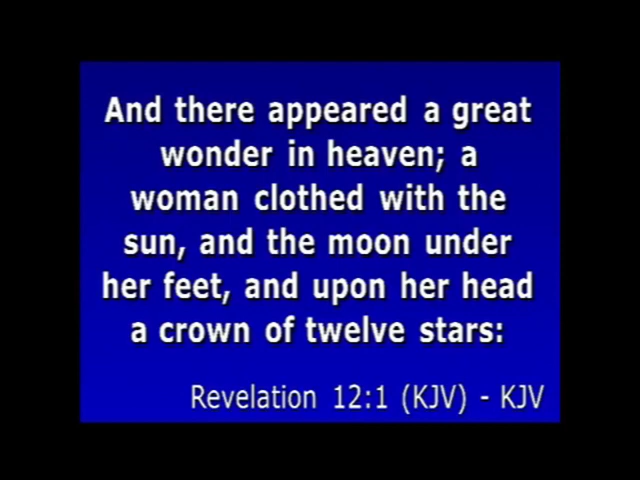 And there appeared a great
wonder in heaven; a
woman clothed with the
sun, and the moon under
her feet, and upon her head
a crown of twelve stars:
Revelation 12:1 (KJV) - KJV